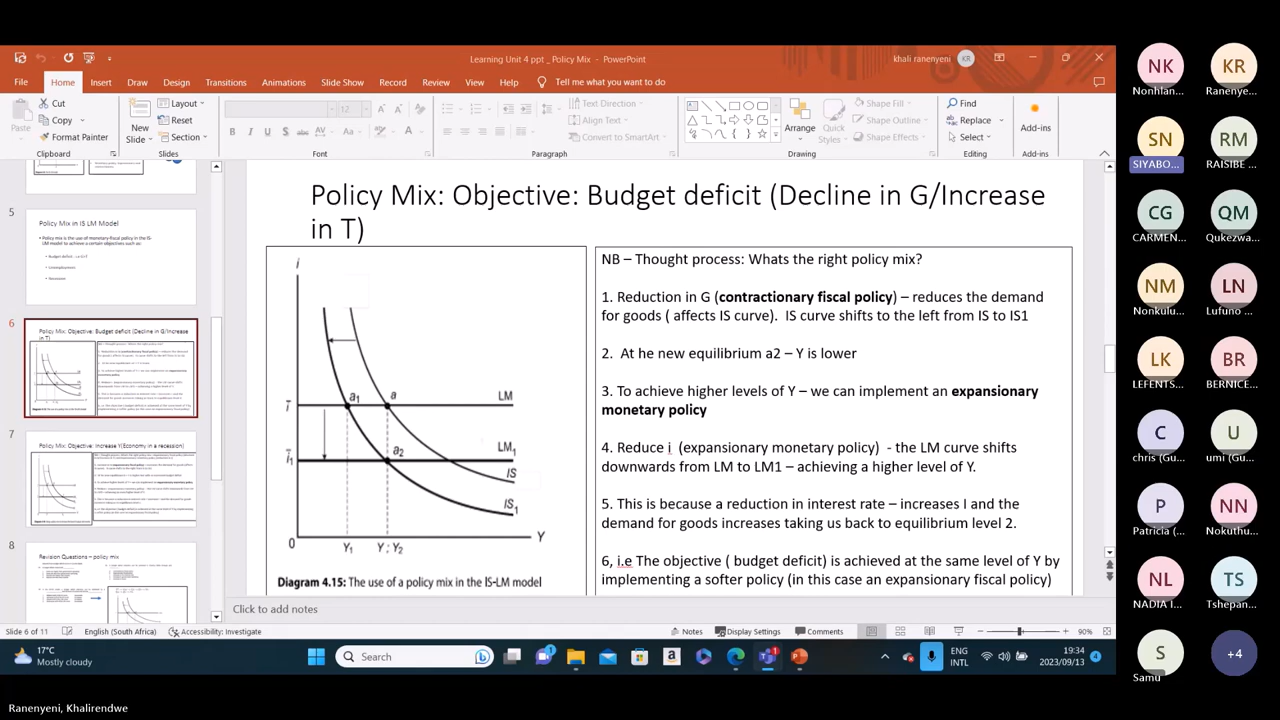 Learning Unit 4 ppt _ Policy Mix - PowerPoint
khali ranenyeni
KR
File
Home
Insert
Draw
Design
Transitions
Animations
Slide Show
Record
Review
View
Help
Tell me what you want to do
Paste
Cut
Copy
Format Painter
Clipboard
New
Slide
Layout
Reset
Section
Slides
12
Font
Text Direction
Align Text
Convert to SmartArt
Paragraph
Arrange
Quick
Styles
Shape Fill
Shape Outline
Shape Effects
Drawing
Find
Replace
Select
Editing
Add-ins
Add-ins
5
Policy Mix in IS LM Model
6
Policy Mix: Objective: Budget deficit (Decline in G/Increase
in T)
7
Policy Mix: Objective: Increase Y(Economy in a recession)
8
Revision Questions – policy mix
Policy Mix: Objective: Budget deficit (Decline in G/Increase
in T)
i
a1
a
LM
ī
a2
LM1
ī1
IS
IS1
0
Y1
Y ; Y2
Y
Diagram 4.15: The use of a policy mix in the IS-LM model
NB – Thought process: Whats the right policy mix?
1. Reduction in G (contractionary fiscal policy) – reduces the demand
for goods ( affects IS curve). IS curve shifts to the left from IS to IS1
2. At he new equilibrium a2 – Y is lower
3. To achieve higher levels of Y – we can implement an expansionary
monetary policy
4. Reduce i (expansionary monetary policy) - the LM curve shifts
downwards from LM to LM1 – achieving a higher level of Y.
5. This is because a reduction in interest rate – increases I and the
demand for goods increases taking us back to equilibrium level 2.
6, i.e The objective ( budget deficit) is achieved at the same level of Y by
implementing a softer policy (in this case an expansionary fiscal policy)
Click to add notes
Slide 6 of 11
English (South Africa)
Accessibility: Investigate
Notes
Display Settings
Comments
90%
17°C
Mostly cloudy
Search
ENG
INTL
19:34
2023/09/13
4
Ranenyeni, Khalirendwe
NK
Nonhlan...
KR
Ranenye...
SN
SIYABO...
RM
RAISIBE ...
CG
CARMEN...
QM
Qukezwa...
NM
Nonkulu...
LN
Lufuno ...
LK
LEFENTS...
BR
BERNICE...
C
chris (Gu...
U
umi (Gu...
P
Patricia (...
NN
Nokuthu...
NL
NADIA I...
TS
Tshepan...
S
Samu
+4